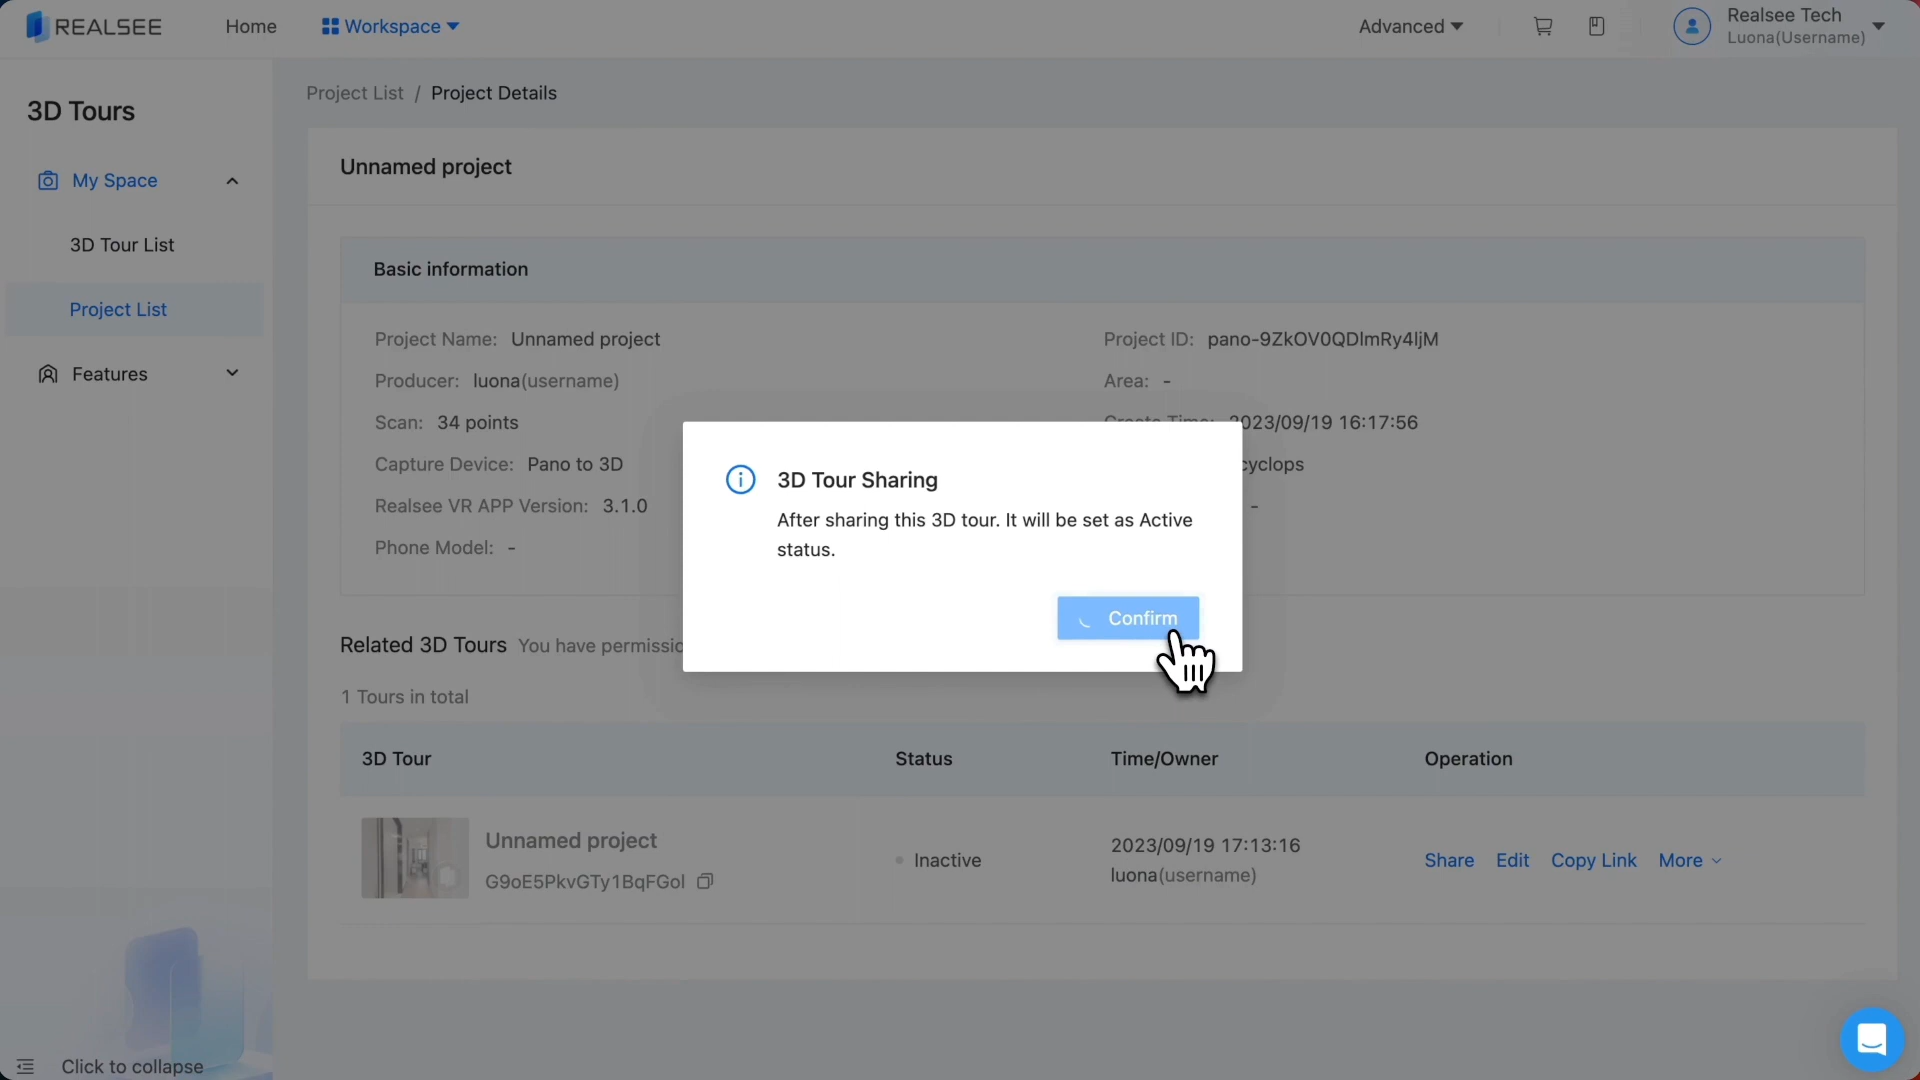 REALSEE
Home
Workspace
Advanced
Realsee Tech
Luona(Username)
3D Tours
My Space
3D Tour List
Project List
Features
Click to collapse
Project List / Project Details
Unnamed project
Basic information
Project Name: Unnamed project
Project ID: pano-9ZkOV0QDlmRy4ljM
Producer: luona(username)
Area: -
Scan: 34 points
2023/09/19 16:17:56
Capture Device: Pano to 3D
cyclops
Realsee VR APP Version: 3.1.0
-
Phone Model: -
3D Tour Sharing
After sharing this 3D tour. It will be set as Active
status.
Confirm
Related 3D Tours You have permissio
1 Tours in total
3D Tour Status Time/Owner Operation
Unnamed project
G9oE5PkvGTy1BqFGol
Inactive
2023/09/19 17:13:16
luona(username)
Share Edit Copy Link More